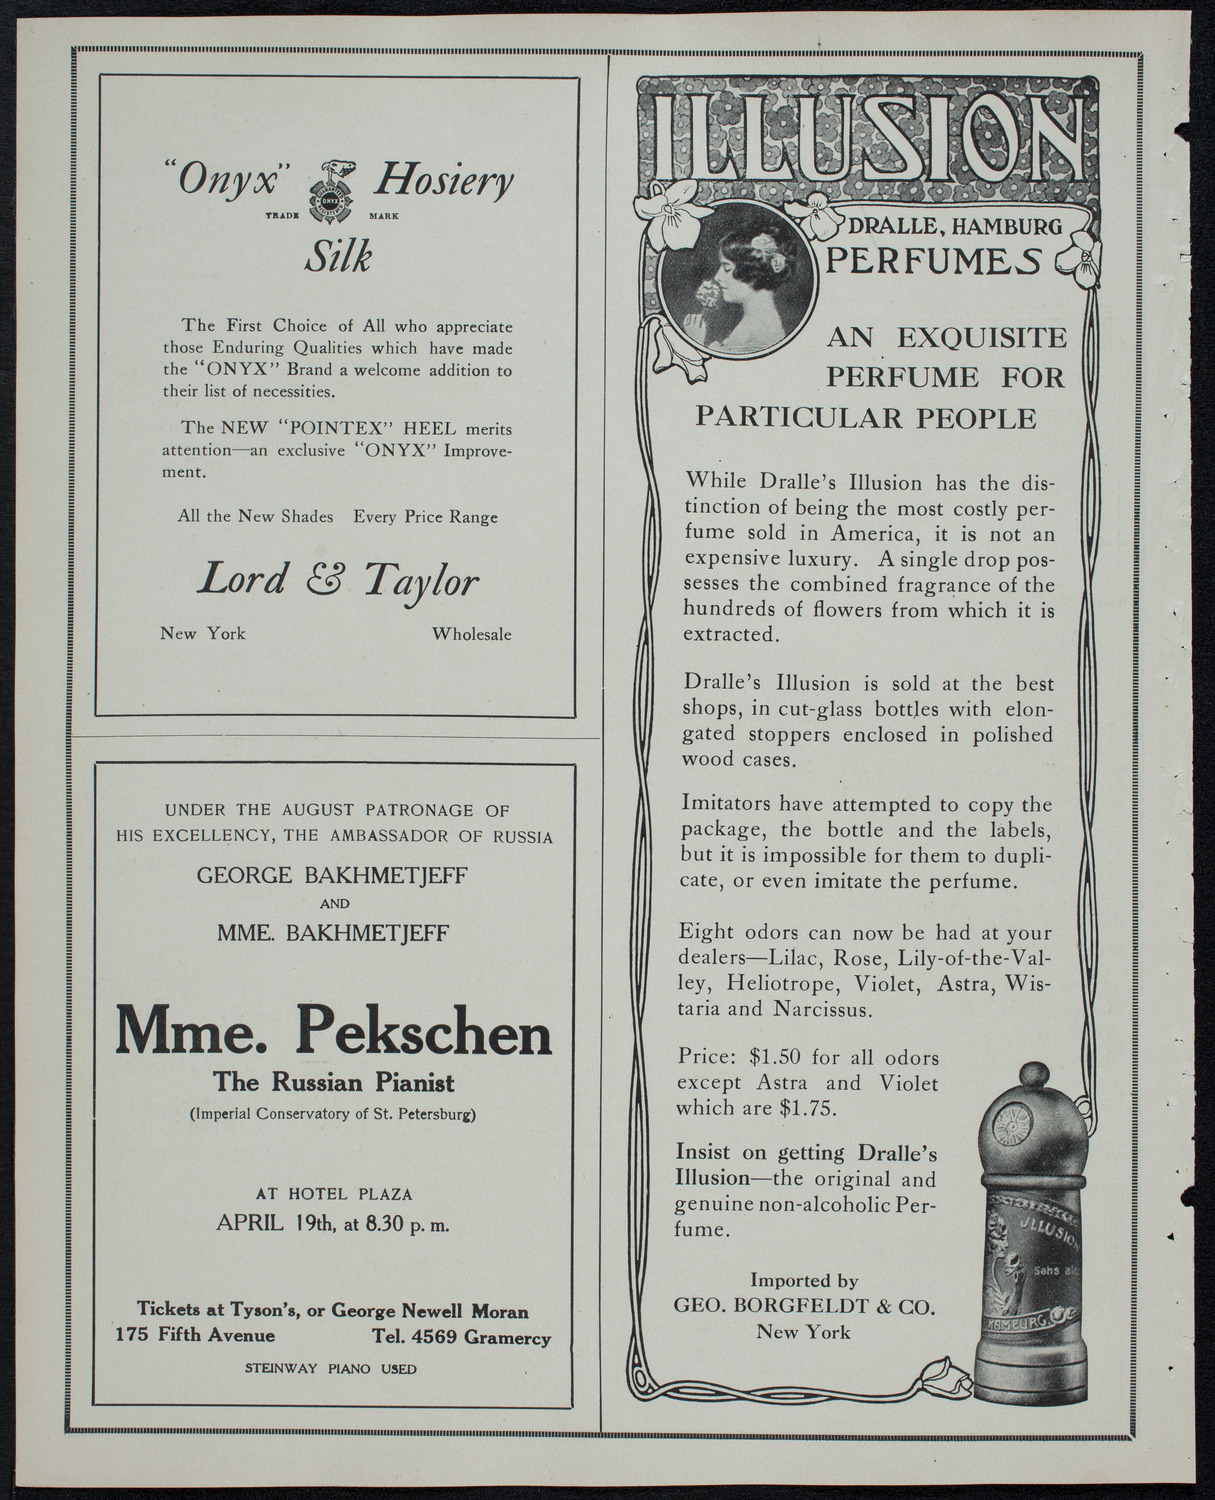 "Onyx" Hosiery
GUARANTEED
ONYX
TRADE MARK
Silk
The First Choice of All who appreciate
those Enduring Qualities which have made
the "ONYX" Brand a welcome addition to
their list of necessities.
The NEW "POINTEX" HEEL merits
attention—an exclusive "ONYX" Improve-
ment.
All the New Shades Every Price Range
Lord & Taylor
New York Wholesale
UNDER THE AUGUST PATRONAGE OF
HIS EXCELLENCY, THE AMBASSADOR OF RUSSIA
GEORGE BAKHMETJEFF
AND
MME. BAKHMETJEFF
Mme. Pekschen
The Russian Pianist
(Imperial Conservatory of St. Petersburg)
AT HOTEL PLAZA
APRIL 19th, at 8.30 p. m.
Tickets at Tyson's, or George Newell Moran
175 Fifth Avenue Tel. 4569 Gramercy
STEINWAY PIANO USED
ILLUSION
DRALLE, HAMBURG
PERFUMES
AN EXQUISITE
PERFUME FOR
PARTICULAR PEOPLE
While Dralle's Illusion has the dis-
tinction of being the most costly per-
fume sold in America, it is not an
expensive luxury. A single drop pos-
sesses the combined fragrance of the
hundreds of flowers from which it is
extracted.
Dralle's Illusion is sold at the best
shops, in cut-glass bottles with elon-
gated stoppers enclosed in polished
wood cases.
Imitators have attempted to copy the
package, the bottle and the labels,
but it is impossible for them to dupli-
cate, or even imitate the perfume.
Eight odors can now be had at your
dealers—Lilac, Rose, Lily-of-the-Val-
ley, Heliotrope, Violet, Astra, Wis-
taria and Narcissus.
Price: $1.50 for all odors
except Astra and Violet
which are $1.75.
Insist on getting Dralle's
Illusion—the original and
genuine non-alcoholic Per-
fume.
Imported by
GEO. BORGFELDT & CO.
New York
ILLUSION
HAMBURG.